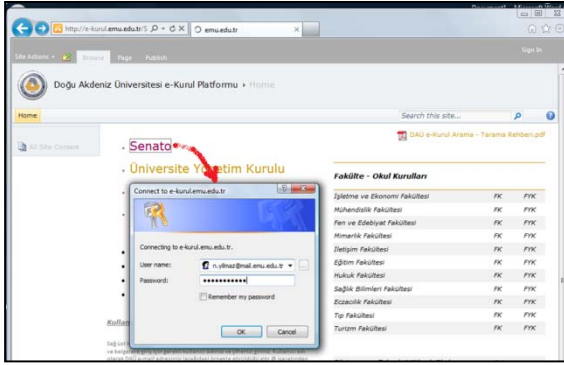 http://e-kurul.emu.edu.tr/S
emu.edu.tr
Site Actions
Browse
Page
Publish
Sign In
Doğu Akdeniz Üniversitesi e-Kurul Platformu ▸ Home
Home
Search this site...
All Site Content
DAÜ e-Kurul Arama - Tarama Rehberi.pdf
Senato
Üniversite Yönetim Kurulu
Connect to e-kurul.emu.edu.tr
Connecting to e-kurul.emu.edu.tr.
User name:
n.yilmaz@mail.emu.edu.tr
Password:
Remember my password
OK
Cancel
Fakülte - Okul Kurulları
İşletme ve Ekonomi Fakültesi FK FYK
Mühendislik Fakültesi FK FYK
Fen ve Edebiyat Fakültesi FK FYK
Mimarlık Fakültesi FK FYK
İletişim Fakültesi FK FYK
Eğitim Fakültesi FK FYK
Hukuk Fakültesi FK FYK
Sağlık Bilimleri Fakültesi FK FYK
Eczacılık Fakültesi FK FYK
Tıp Fakültesi FK FYK
Turizm Fakültesi FK FYK